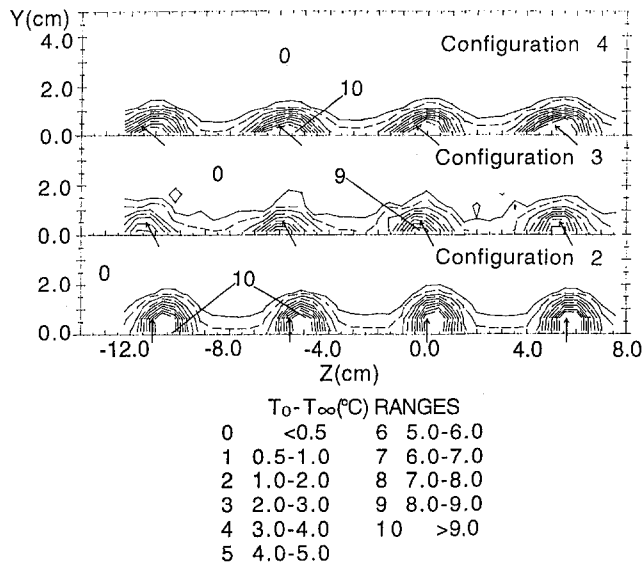 Y(cm)
4.0
0
Configuration 4
2.0
10
0.0
Configuration 3
0
9
2.0
0.0
Configuration 2
0
10
2.0
0.0
-12.0 -8.0 -4.0 0.0 4.0 8.0
Z(cm)
T0-T∞(°C) RANGES
0 <0.5 6 5.0-6.0
1 0.5-1.0 7 6.0-7.0
2 1.0-2.0 8 7.0-8.0
3 2.0-3.0 9 8.0-9.0
4 3.0-4.0 10 >9.0
5 4.0-5.0